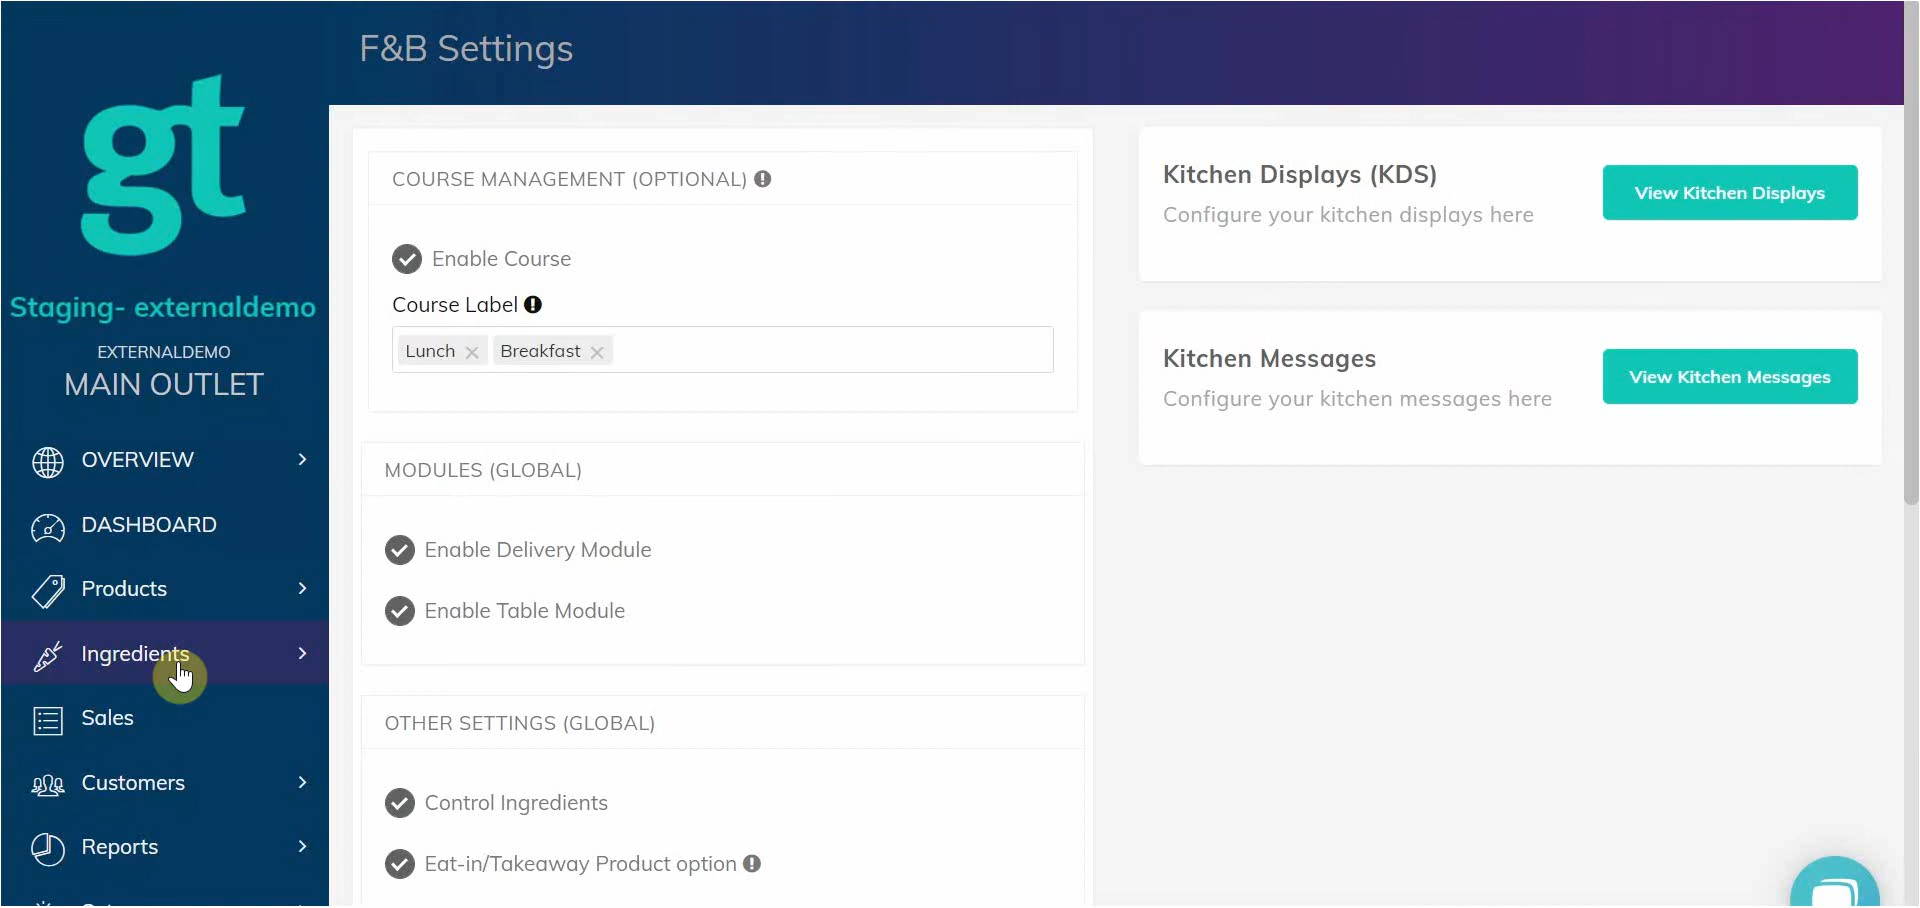 F&B Settings
gt
Staging- externaldemo
EXTERNALDEMO
MAIN OUTLET
OVERVIEW
DASHBOARD
Products
Ingredients
Sales
Customers
Reports
COURSE MANAGEMENT (OPTIONAL)
Enable Course
Course Label
Lunch
Breakfast
MODULES (GLOBAL)
Enable Delivery Module
Enable Table Module
OTHER SETTINGS (GLOBAL)
Control Ingredients
Eat-in/Takeaway Product option
Kitchen Displays (KDS)
Configure your kitchen displays here
View Kitchen Displays
Kitchen Messages
Configure your kitchen messages here
View Kitchen Messages